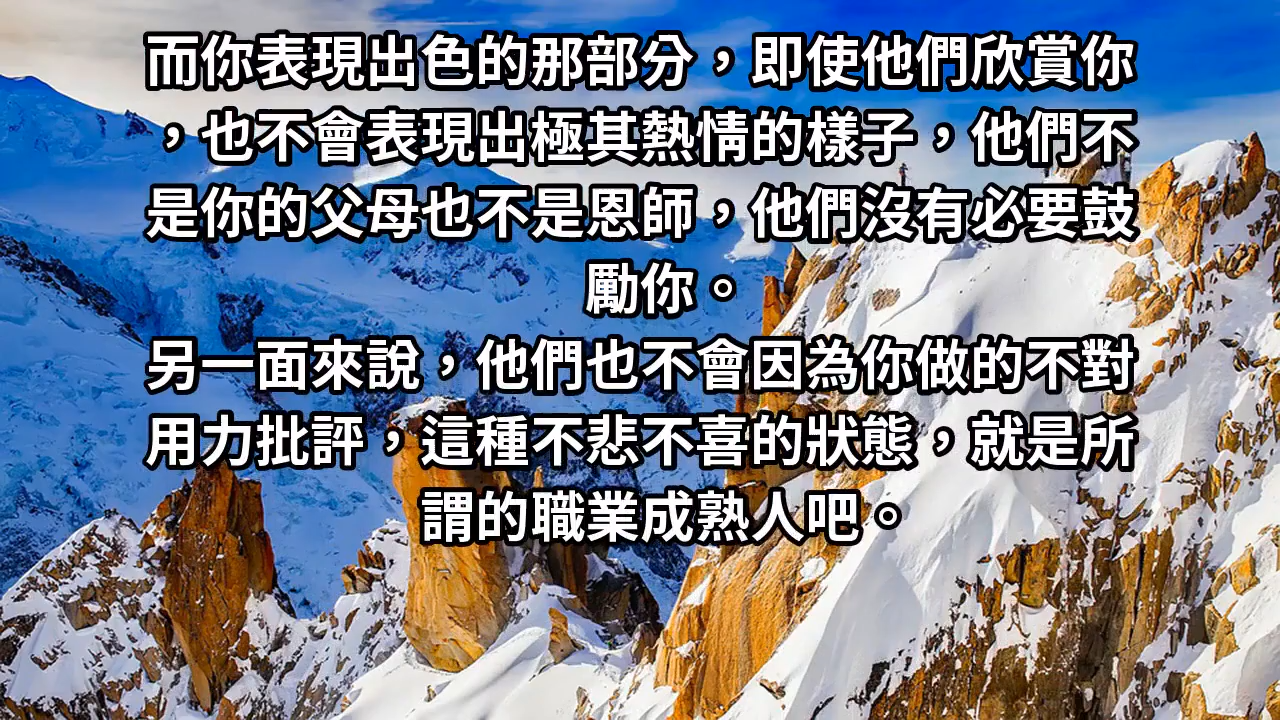 而你表現出色的那部分，即使他們欣賞你
，也不會表現出極其熱情的樣子，他們不
是你的父母也不是恩師，他們沒有必要鼓
勵你。
另一面來說，他們也不會因為你做的不對
用力批評，這種不悲不喜的狀態，就是所
謂的職業成熟人吧。